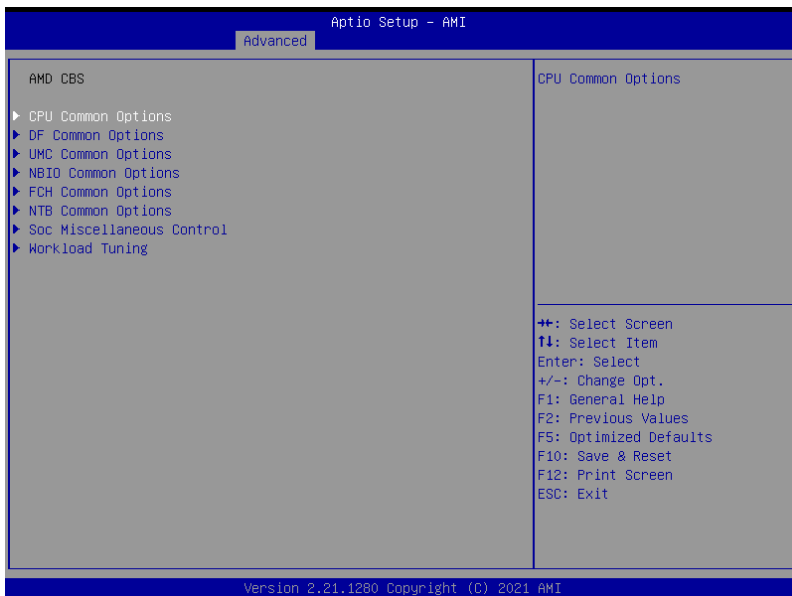 Aptio Setup – AMI
Advanced
AMD CBS
CPU Common Options
DF Common Options
UMC Common Options
NBIO Common Options
FCH Common Options
NTB Common Options
Soc Miscellaneous Control
Workload Tuning
CPU Common Options
→←: Select Screen
↑↓: Select Item
Enter: Select
+/-: Change Opt.
F1: General Help
F2: Previous Values
F5: Optimized Defaults
F10: Save & Reset
F12: Print Screen
ESC: Exit
Version 2.21.1280 Copyright (C) 2021 AMI